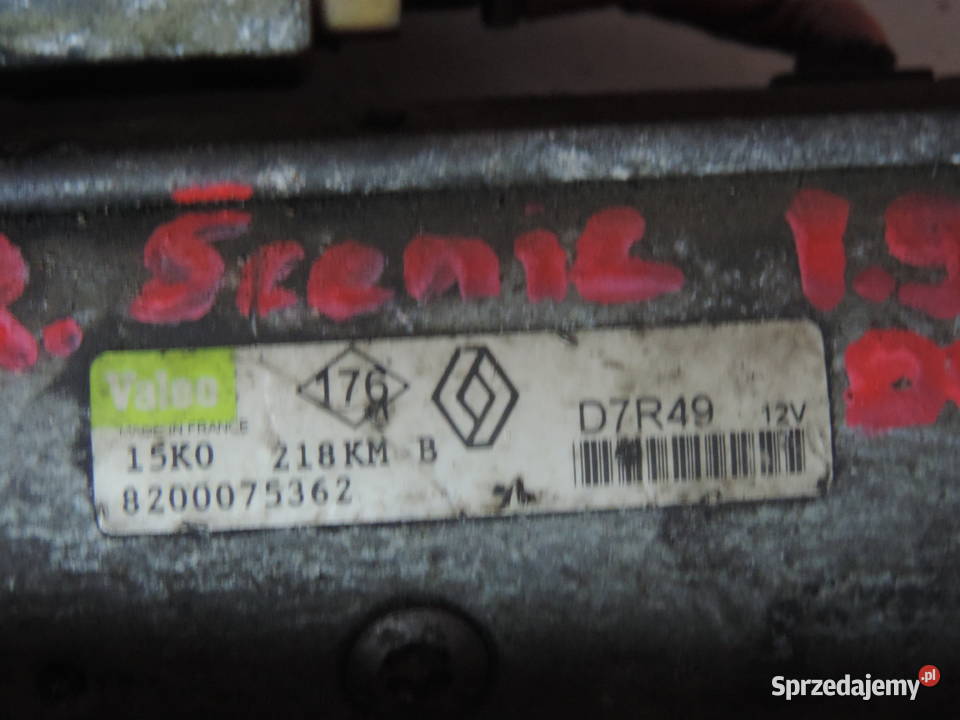 R. Scenic 1.9
Valeo
176
D7R49 12V
MADE IN FRANCE
15K0 218KM B
8200075362
Sprzedajemy.pl